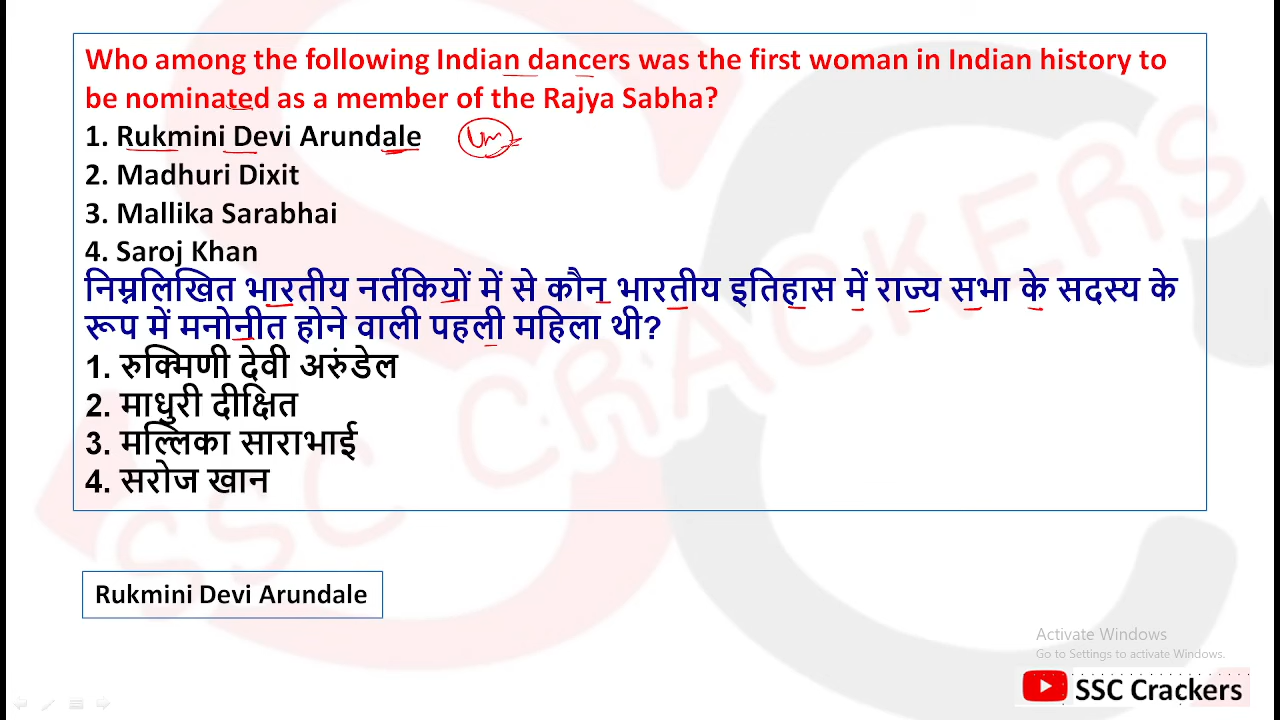 Who among the following Indian dancers was the first woman in Indian history to
be nominated as a member of the Rajya Sabha?
1. Rukmini Devi Arundale
2. Madhuri Dixit
3. Mallika Sarabhai
4. Saroj Khan
निम्नलिखित भारतीय नर्तकियों में से कौन भारतीय इतिहास में राज्य सभा के सदस्य के
रूप में मनोनीत होने वाली पहली महिला थी?
1. रुक्मिणी देवी अरुंडेल
2. माधुरी दीक्षित
3. मल्लिका साराभाई
4. सरोज खान
SSC CRACKERS
Rukmini Devi Arundale
Activate Windows
Go to Settings to activate Windows.
SSC Crackers